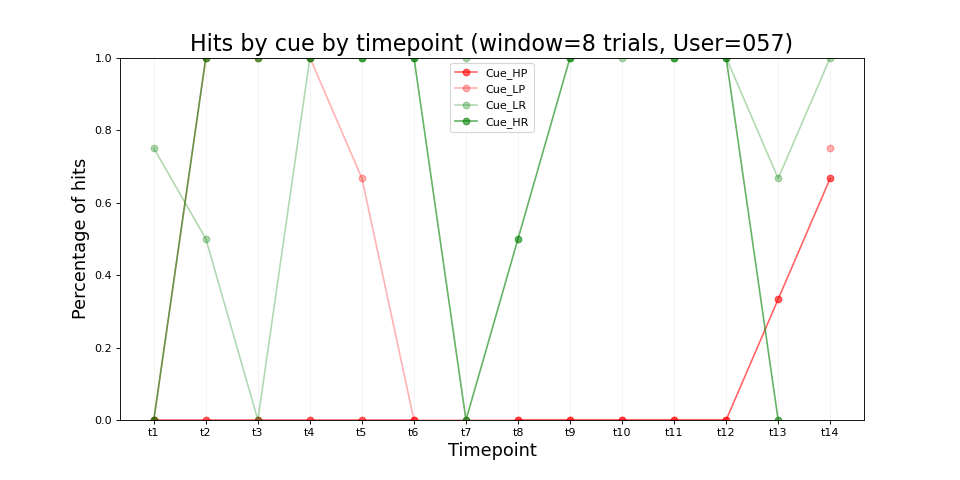 Hits by cue by timepoint (window=8 trials, User=057)
Percentage of hits
1.0
0.8
0.6
0.4
0.2
0.0
Cue_HP
Cue_LP
Cue_LR
Cue_HR
t1 t2 t3 t4 t5 t6 t7 t8 t9 t10 t11 t12 t13 t14
Timepoint